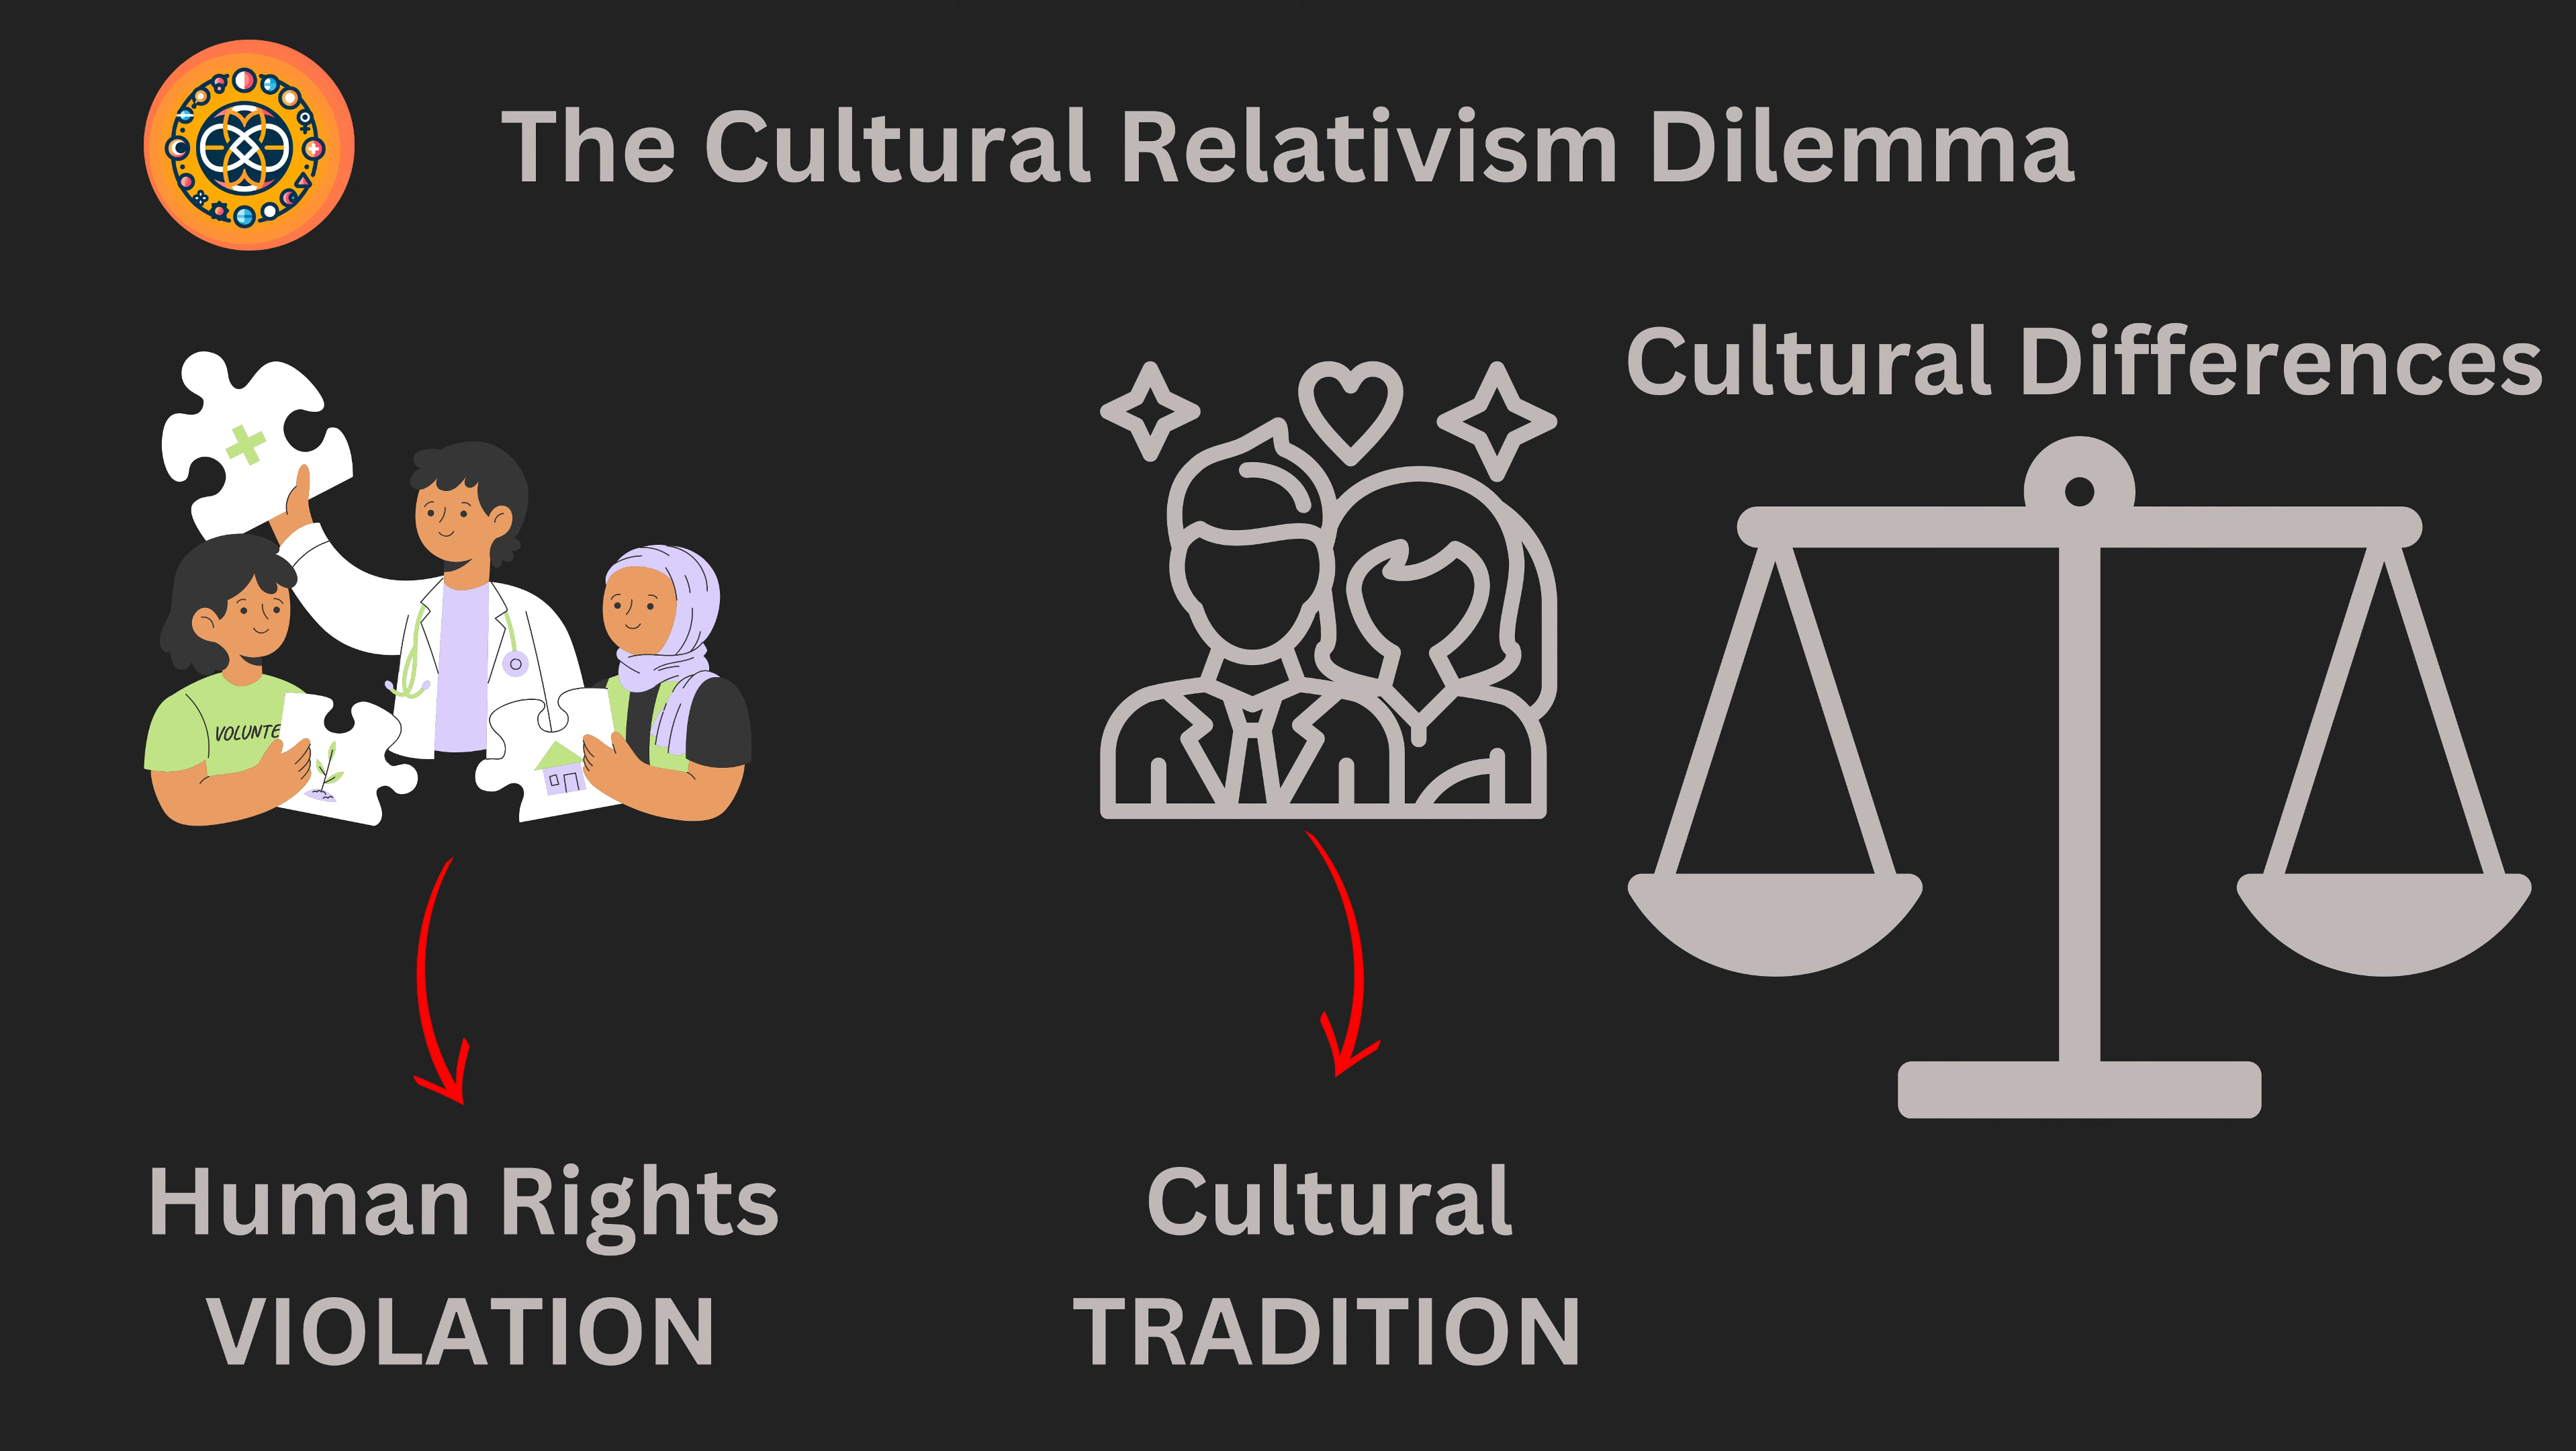 The Cultural Relativism Dilemma
Cultural Differences
VOLUNTE
Human Rights
VIOLATION
Cultural
TRADITION